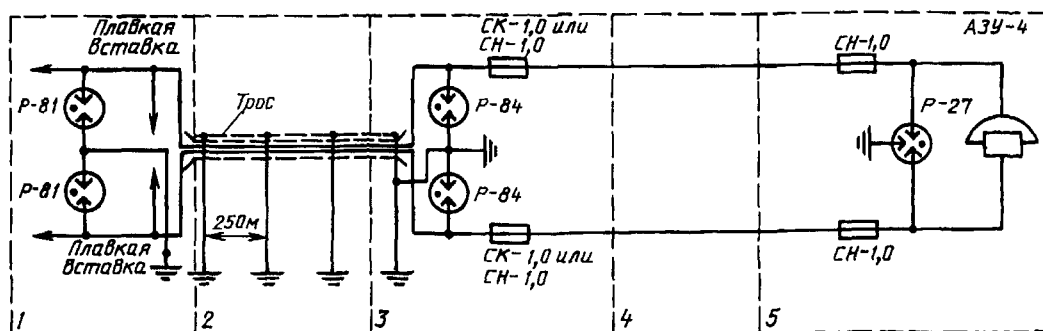 Плавкая
вставка
СК-1,0 или
СН-1,0
СН-1,0
АЗУ-4
Р-81
Трос
Р-84
Р-27
Р-81
Р-84
250м
Плавкая
вставка
СК-1,0 или
СН-1,0
СН-1,0
1
2
3
4
5